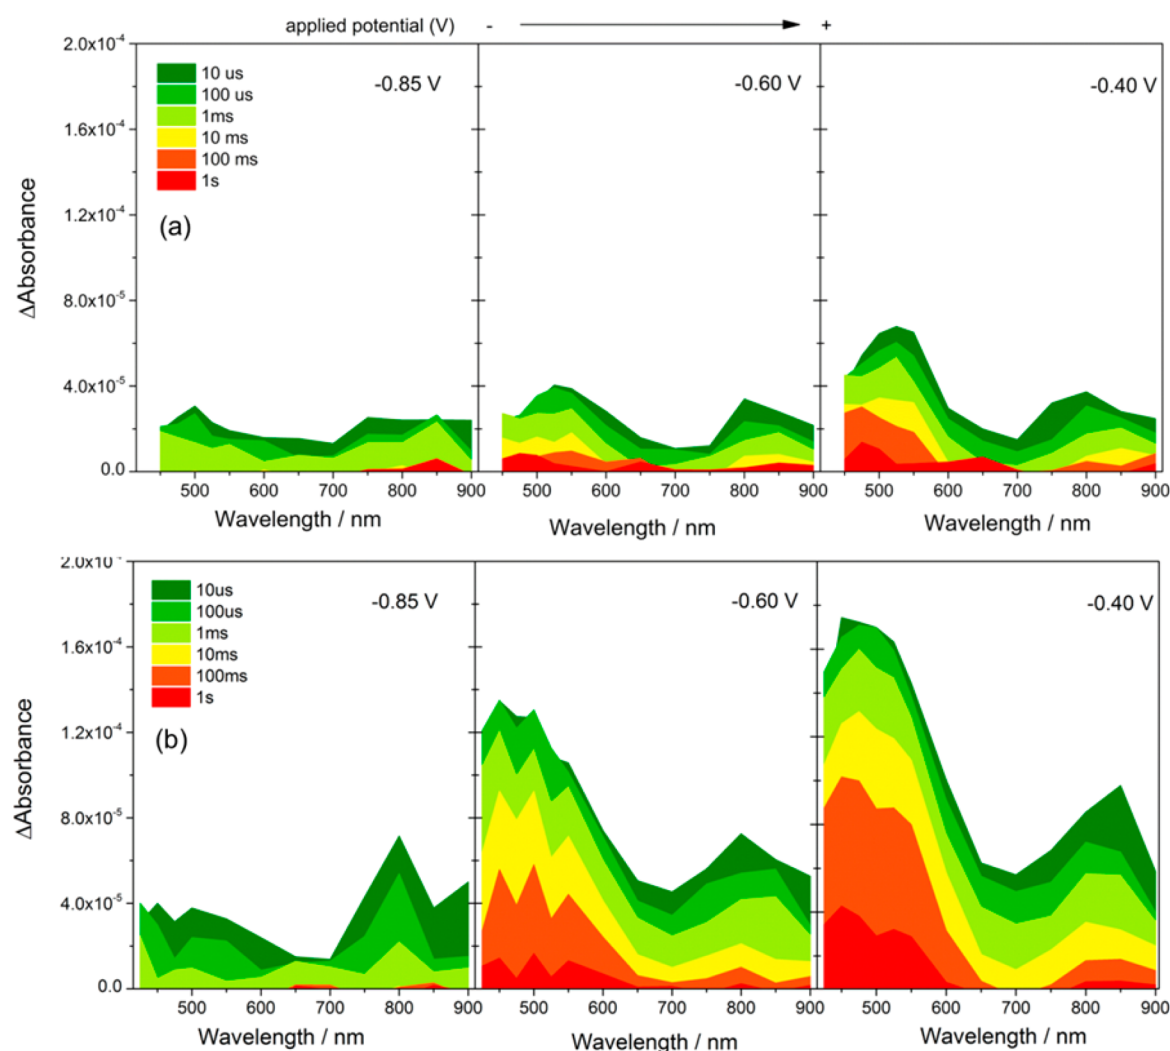 applied potential (V) - +
2.0x10⁻⁴
1.6x10⁻⁴
1.2x10⁻⁴
8.0x10⁻⁵
4.0x10⁻⁵
0.0
ΔAbsorbance
10 us
100 us
1ms
10 ms
100 ms
1s
(a)
-0.85 V
-0.60 V
-0.40 V
500 600 700 800 900
500 600 700 800 900
500 600 700 800 900
Wavelength / nm
Wavelength / nm
Wavelength / nm
2.0x10⁻⁴
1.6x10⁻⁴
1.2x10⁻⁴
8.0x10⁻⁵
4.0x10⁻⁵
0.0
ΔAbsorbance
10us
100us
1ms
10ms
100ms
1s
(b)
-0.85 V
-0.60 V
-0.40 V
500 600 700 800 900
500 600 700 800 900
500 600 700 800 900
Wavelength / nm
Wavelength / nm
Wavelength / nm